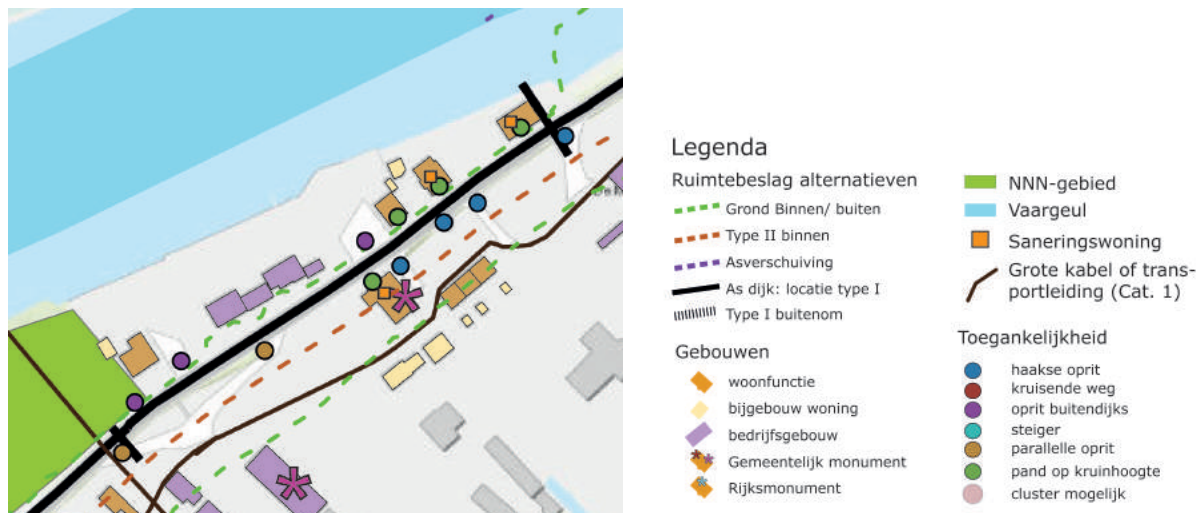 Legenda
Ruimtebeslag alternatieven
Grond Binnen/ buiten
Type II binnen
Asverschuiving
As dijk: locatie type I
Type I buitenom
Gebouwen
woonfunctie
bijgebouw woning
bedrijfsgebouw
Gemeentelijk monument
Rijksmonument
NNN-gebied
Vaargeul
Saneringswoning
Grote kabel of trans-
portleiding (Cat. 1)
Toegankelijkheid
haakse oprit
kruisende weg
oprit buitendijks
steiger
parallelle oprit
pand op kruinhoogte
cluster mogelijk